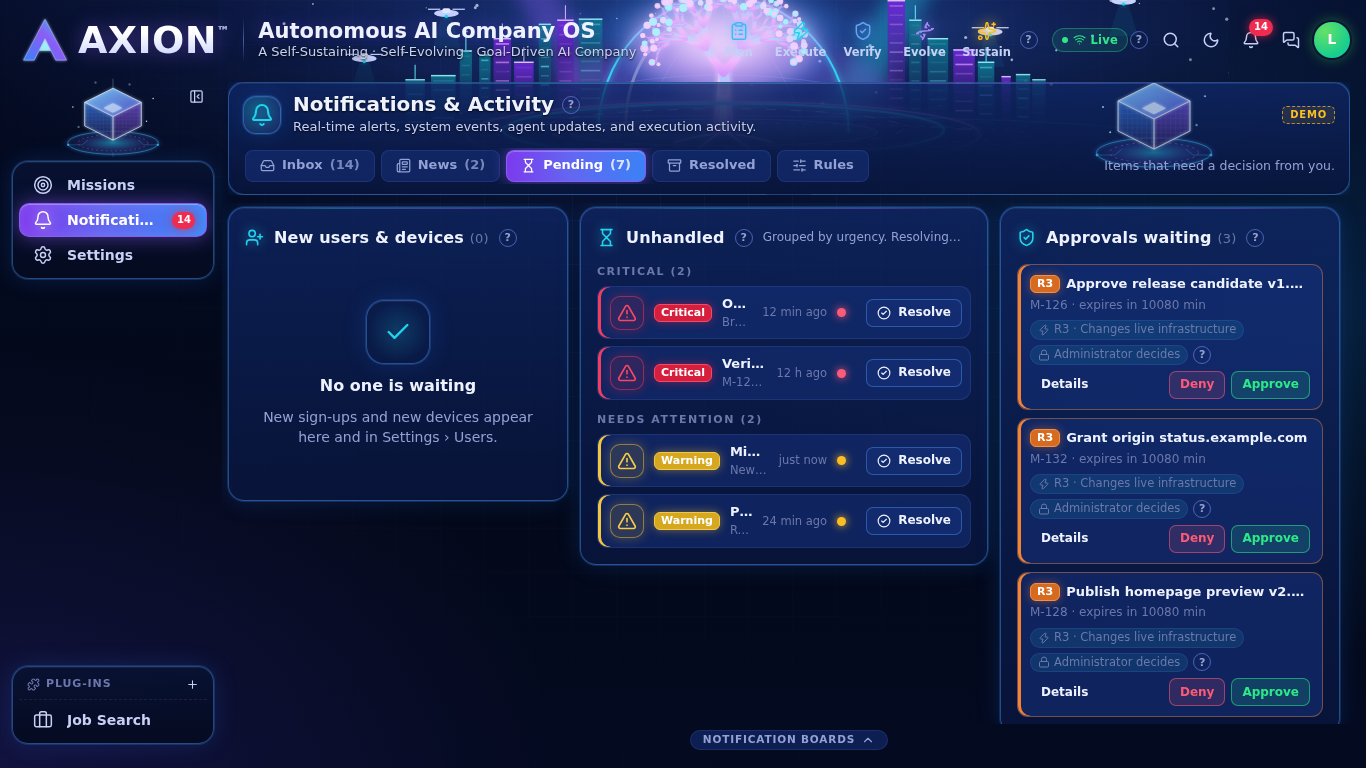 AXION™
Autonomous AI Company OS
A Self-Sustaining · Self-Evolving · Goal-Driven AI Company
Execute
Verify
Evolve
Sustain
?
Live
?
14
L
Notifications & Activity ?
Real-time alerts, system events, agent updates, and execution activity.
DEMO
Inbox (14)
News (2)
Pending (7)
Resolved
Rules
Items that need a decision from you.
Missions
Notificati… 14
Settings
PLUG-INS +
Job Search
New users & devices (0) ?
No one is waiting
New sign-ups and new devices appear
here and in Settings › Users.
Unhandled ? Grouped by urgency. Resolving…
CRITICAL (2)
Critical O… 12 min ago Resolve
Br…
Critical Veri… 12 h ago Resolve
M-12…
NEEDS ATTENTION (2)
Warning Mi… just now Resolve
New…
Warning P… 24 min ago Resolve
R…
Approvals waiting (3) ?
R3 Approve release candidate v1.…
M-126 · expires in 10080 min
R3 · Changes live infrastructure
Administrator decides ?
Details Deny Approve
R3 Grant origin status.example.com
M-132 · expires in 10080 min
R3 · Changes live infrastructure
Administrator decides ?
Details Deny Approve
R3 Publish homepage preview v2.…
M-128 · expires in 10080 min
R3 · Changes live infrastructure
Administrator decides ?
Details Deny Approve
NOTIFICATION BOARDS